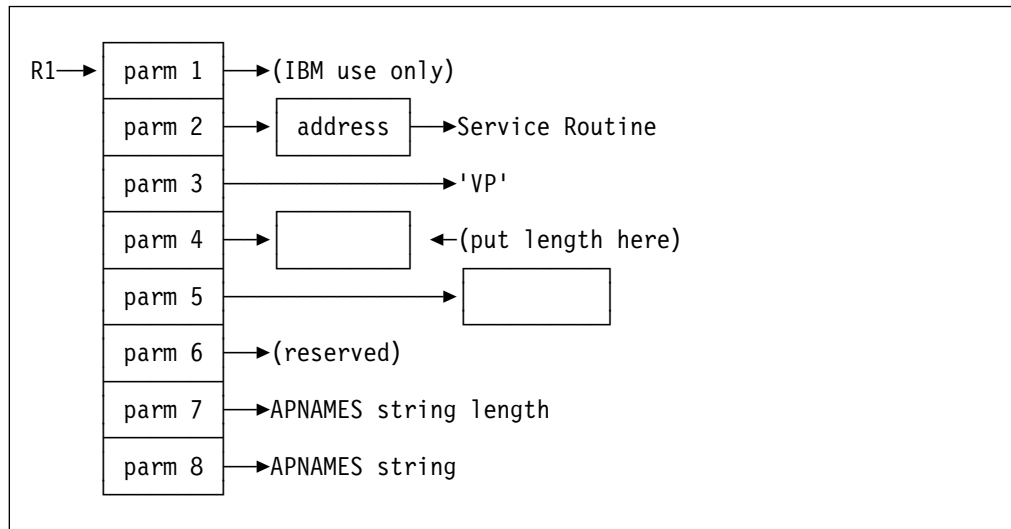 R1 parm 1 (IBM use only)
parm 2 address Service Routine
parm 3 'VP'
parm 4 (put length here)
parm 5
parm 6 (reserved)
parm 7 APNAMES string length
parm 8 APNAMES string